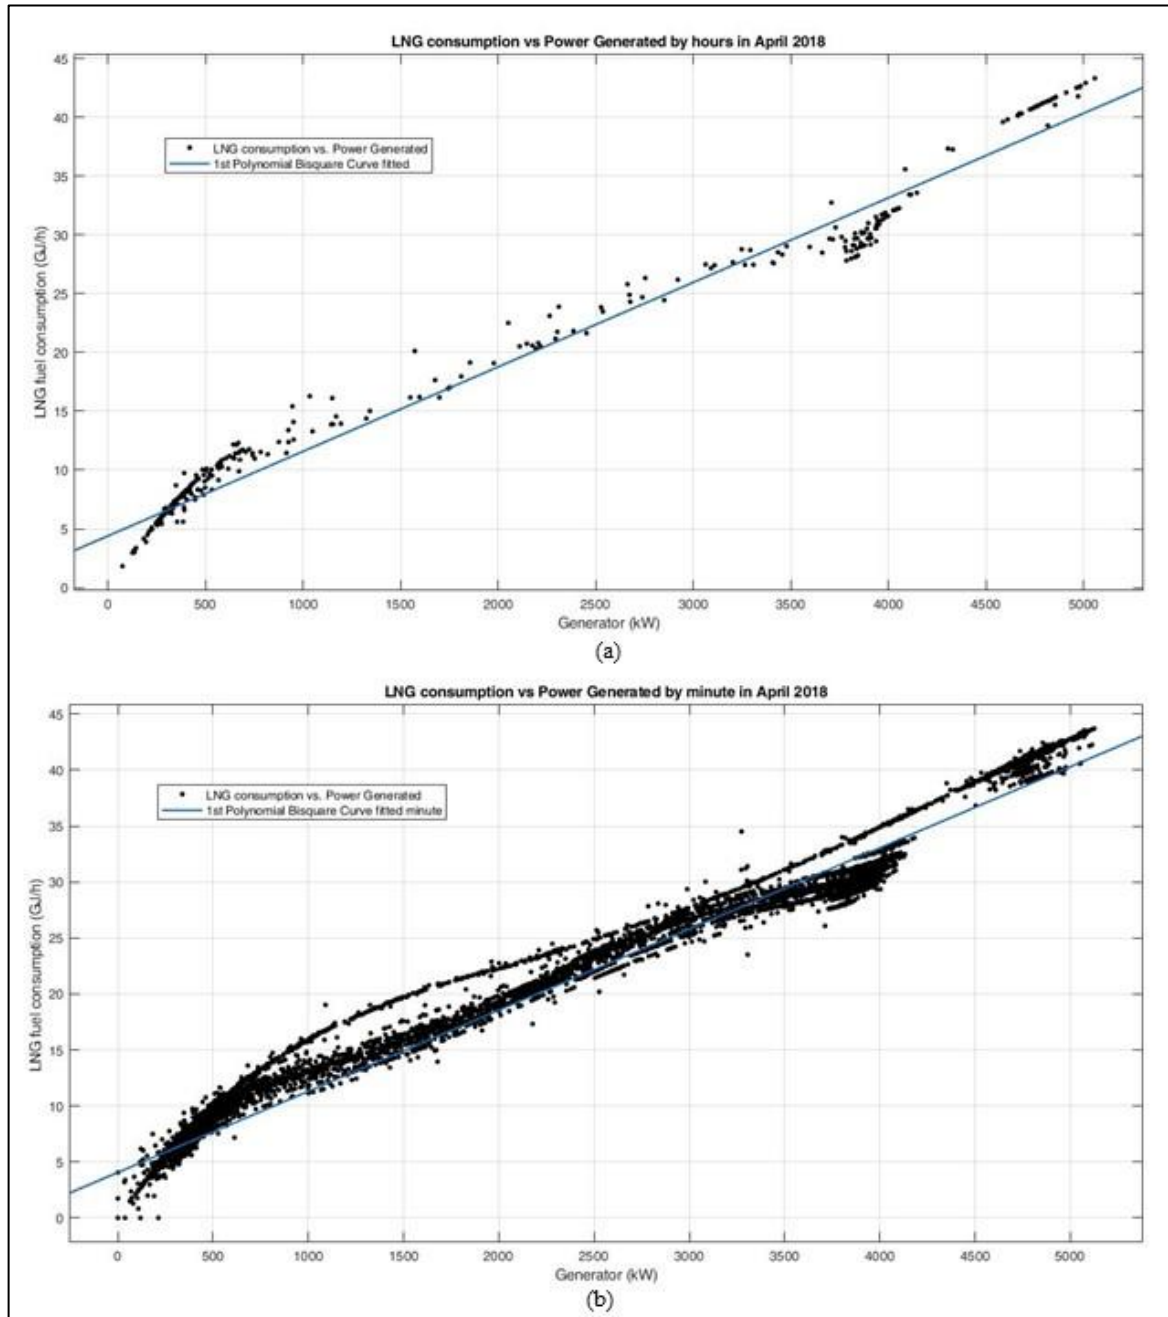 LNG consumption vs Power Generated by hours in April 2018
45
40
35
30
25
20
15
10
5
0
LNG fuel consumption (GJ/h)
LNG consumption vs. Power Generated
1st Polynomial Bisquare Curve fitted
0 500 1000 1500 2000 2500 3000 3500 4000 4500 5000
Generator (kW)
(a)
LNG consumption vs Power Generated by minute in April 2018
45
40
35
30
25
20
15
10
5
0
LNG fuel consumption (GJ/h)
LNG consumption vs. Power Generated
1st Polynomial Bisquare Curve fitted minute
0 500 1000 1500 2000 2500 3000 3500 4000 4500 5000
Generator (kW)
(b)